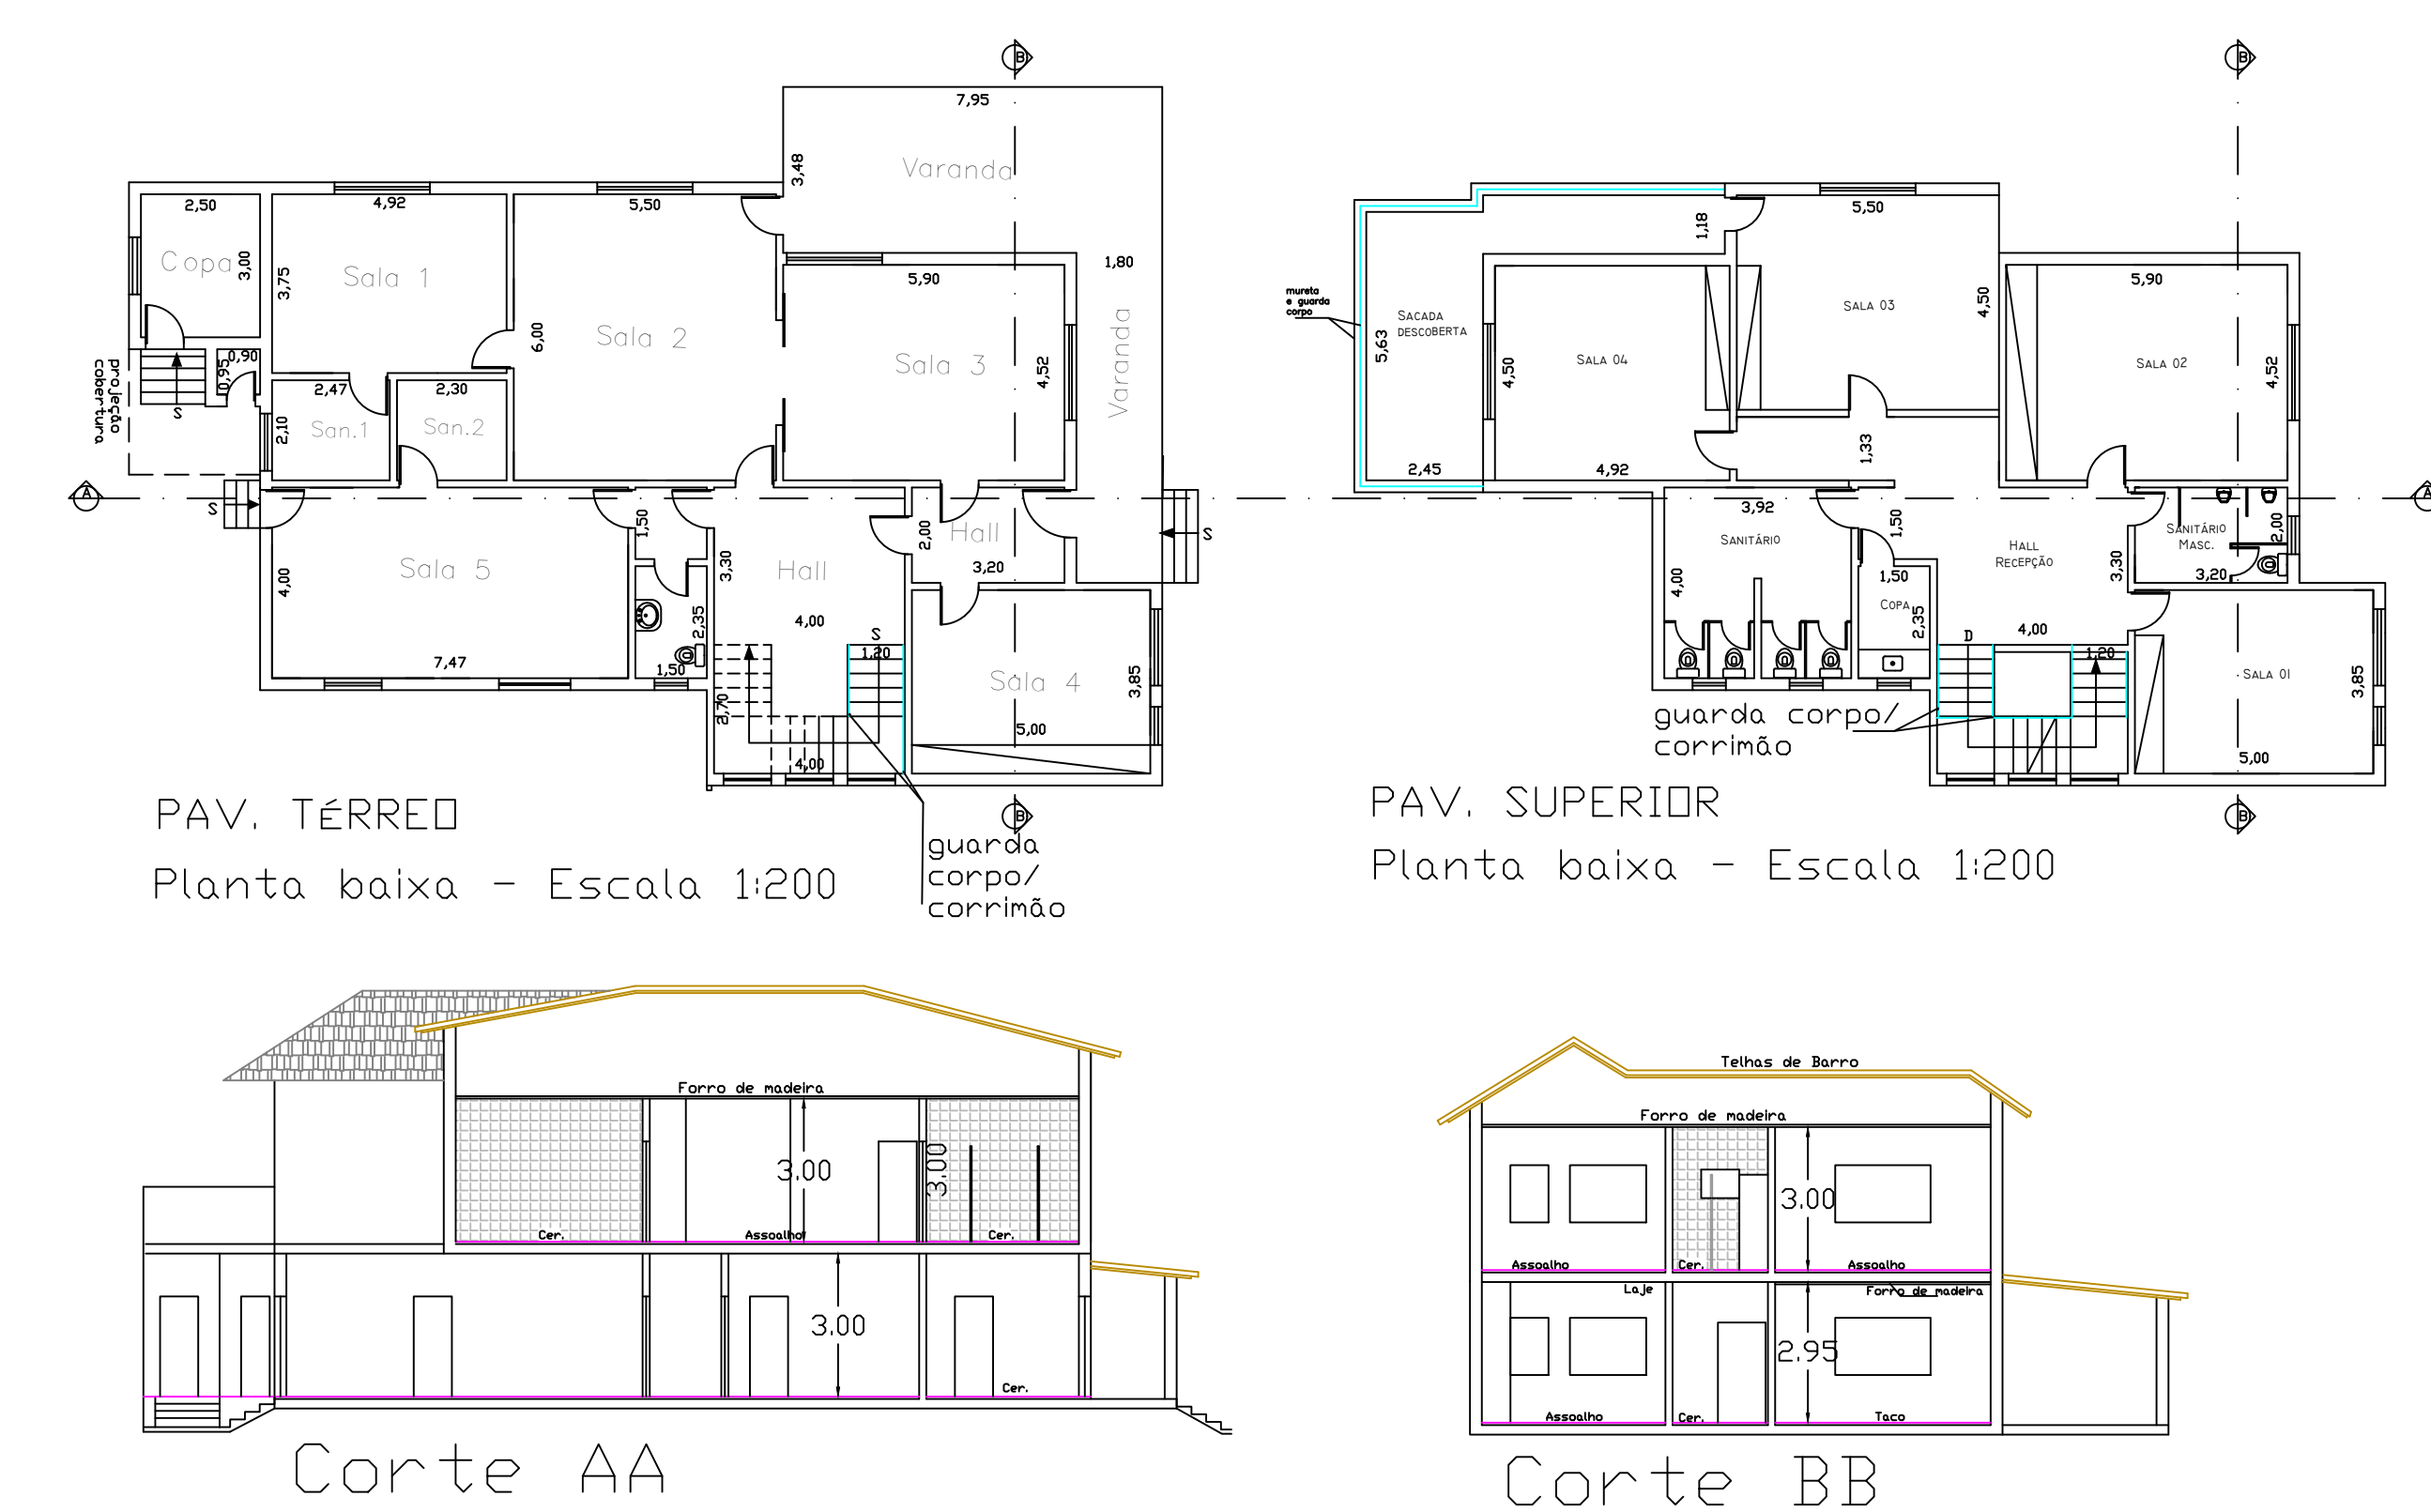 B
7,95
3,48
Varanda
1,80
Varanda
2,50
Copa
3,00
4,92
Sala 1
3,75
5,50
Sala 2
6,00
5,90
Sala 3
4,52
projeção
cobertura
S
0,90
0,95
2,47
San.1
2,10
2,30
San.2
A
S
Sala 5
4,00
7,47
1,50
2,35
1,50
3,30
Hall
4,00
2,00
Hall
3,20
S
S
1,20
2,70
4,00
Sala 4
3,85
5,00
B
guarda
corpo/
corrimão
PAV. TÉRREO
Planta baixa - Escala 1:200
B
mureta
e guarda
corpo
Sacada
descoberta
5,63
2,45
1,18
5,50
Sala 03
4,50
Sala 04
4,50
4,92
5,90
Sala 02
4,52
1,33
A
3,92
Sanitário
4,00
1,50
1,50
Copa
2,35
Hall
Recepção
3,30
4,00
Sanitário
Masc.
2,00
3,20
D
1,20
Sala 01
3,85
5,00
B
guarda corpo/
corrimão
PAV. SUPERIOR
Planta baixa - Escala 1:200
Forro de madeira
3.00
3.00
Cer.
Assoalho
Cer.
3.00
Cer.
Corte AA
Telhas de Barro
Forro de madeira
3.00
Assoalho
Cer.
Assoalho
Laje
Forro de madeira
2.95
Assoalho
Cer.
Taco
Corte BB